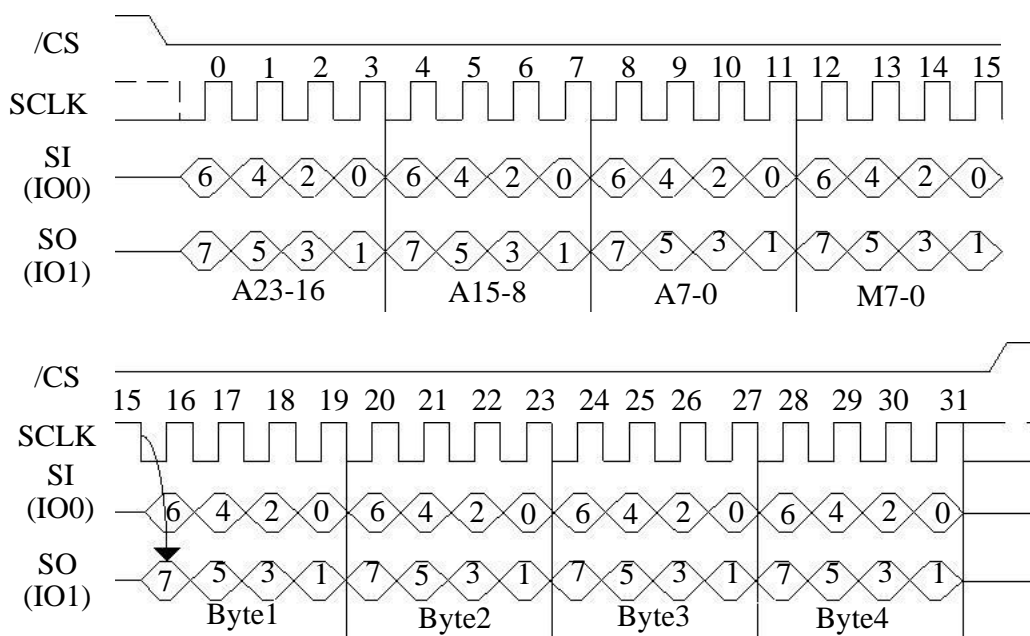 /CS
0 1 2 3 4 5 6 7 8 9 10 11 12 13 14 15
SCLK
SI
(IO0)
6 4 2 0 6 4 2 0 6 4 2 0 6 4 2 0
SO
(IO1)
7 5 3 1 7 5 3 1 7 5 3 1 7 5 3 1
A23-16 A15-8 A7-0 M7-0
/CS
15 16 17 18 19 20 21 22 23 24 25 26 27 28 29 30 31
SCLK
SI
(IO0)
6 4 2 0 6 4 2 0 6 4 2 0 6 4 2 0
SO
(IO1)
7 5 3 1 7 5 3 1 7 5 3 1 7 5 3 1
Byte1 Byte2 Byte3 Byte4